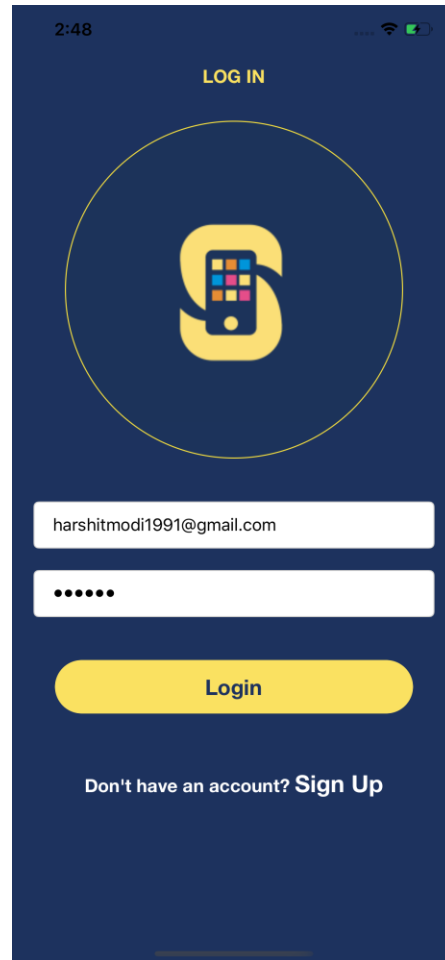 2:48
LOG IN
harshitmodi1991@gmail.com
••••••
Login
Don't have an account? Sign Up